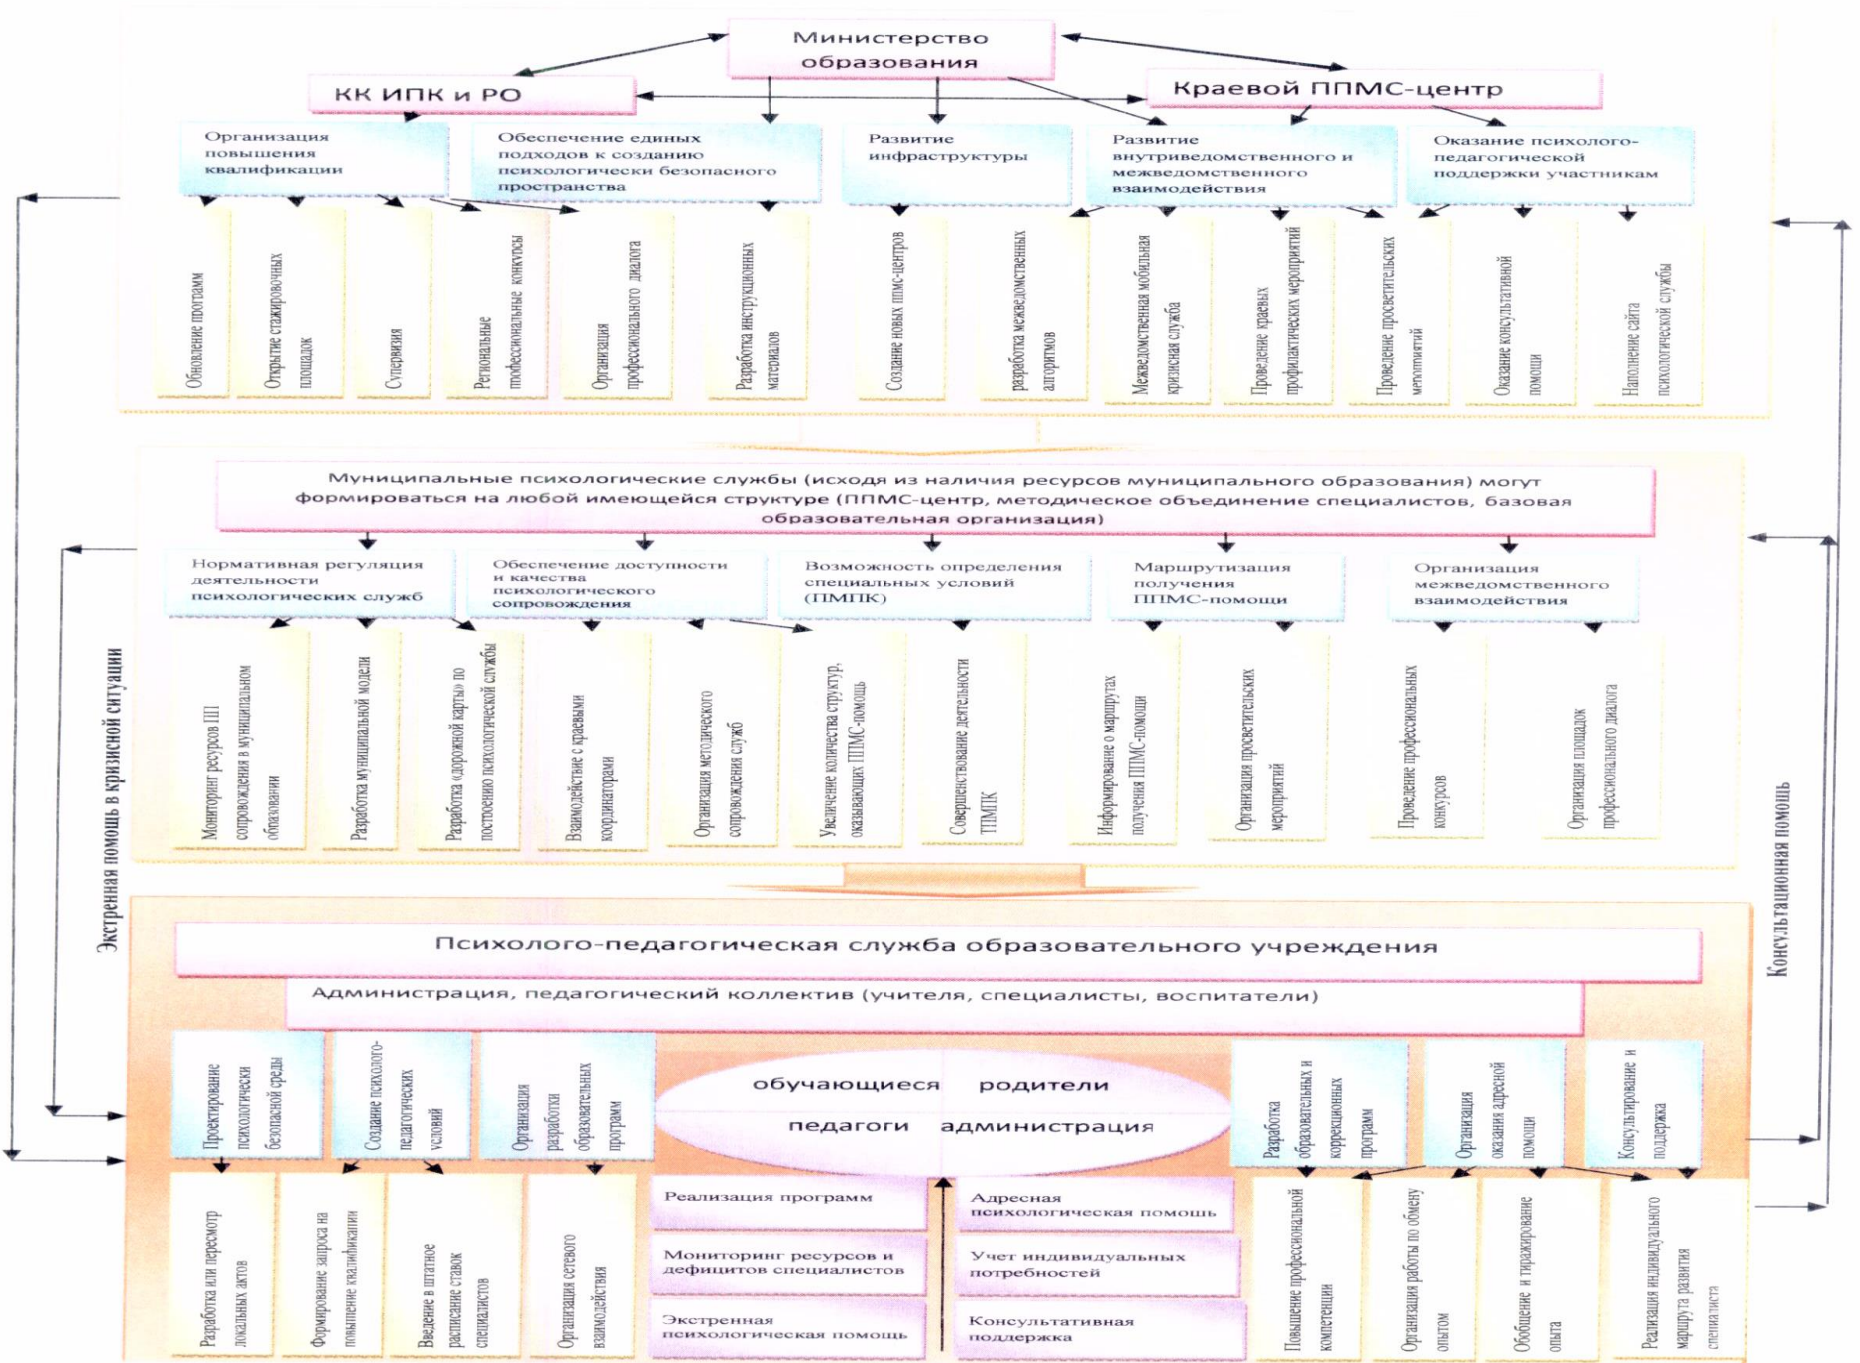 Министерство
образования
КК ИПК и РО
Краевой ППМС-центр
Организация
повышения
квалификации
Обеспечение единых
подходов к созданию
психологически безопасного
пространства
Развитие
инфраструктуры
Развитие
внутриведомственного и
межведомственного
взаимодействия
Оказание психолого-
педагогической
поддержки участникам
Обновление программ
Открытие стажировочных
площадок
Супервизия
Региональные
профессиональные конкурсы
Организация
профессионального диалога
Разработка инструкционных
материалов
Создание новых ппмс-центров
разработка межведомственных
алгоритмов
Межведомственная мобильная
кризисная служба
Проведение краевых
профилактических мероприятий
Проведение просветительских
мероприятий
Оказание консультативной
помощи
Наполнение сайта
психологической службы
Муниципальные психологические службы (исходя из наличия ресурсов муниципального образования) могут
формироваться на любой имеющейся структуре (ППМС-центр, методическое объединение специалистов, базовая
образовательная организация)
Нормативная регуляция
деятельности
психологических служб
Обеспечение доступности
и качества
психологического
сопровождения
Возможность определения
специальных условий
(ПМПК)
Маршрутизация
получения
ППМС-помощи
Организация
межведомственного
взаимодействия
Мониторинг ресурсов ПП
сопровождения в муниципальном
образовании
Разработка муниципальной модели
Разработка «дорожной карты» по
построению психологической службы
Взаимодействие с краевыми
координаторами
Организация методического
сопровождения служб
Увеличение количества структур,
оказывающих ППМС-помощь
Совершенствование деятельности
ТПМПК
Информирование о маршрутах
получения ППМС-помощи
Организация просветительских
мероприятий
Проведение профессиональных
конкурсов
Организация площадок
профессионального диалога
Экстренная помощь в кризисной ситуации
Консультационная помощь
Психолого-педагогическая служба образовательного учреждения
Администрация, педагогический коллектив (учителя, специалисты, воспитатели)
Проектирование
психологически
безопасной среды
Создание психолого-
педагогических
условий
Организация
разработки
образовательных
программ
обучающиеся родители
педагоги администрация
Разработка
образовательных и
коррекционных
программ
Организация
оказания адресной
помощи
Консультирование и
поддержка
Разработка или пересмотр
локальных актов
Формирование запроса на
повышение квалификации
Введение в штатное
расписание ставок
специалистов
Организация сетевого
взаимодействия
Реализация программ
Мониторинг ресурсов и
дефицитов специалистов
Экстренная
психологическая помощь
Адресная
психологическая помощь
Учет индивидуальных
потребностей
Консультативная
поддержка
Повышение профессиональной
компетенции
Организация работы по обмену
опытом
Обобщение и тиражирование
опыта
Реализация индивидуального
маршрута развития
специалиста